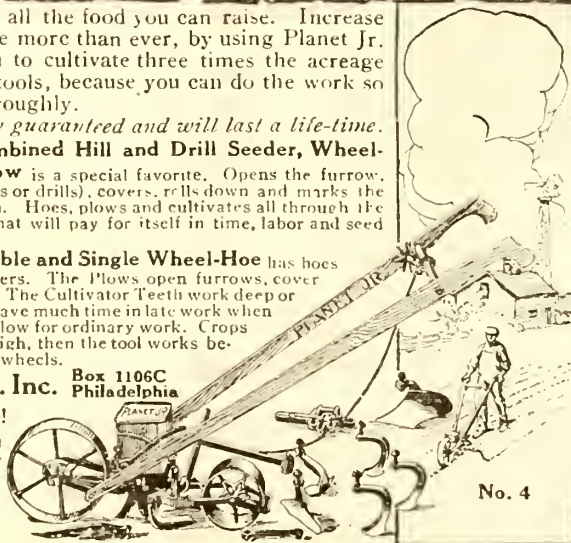 all the food you can raise. Increase
e more than ever, by using Planet Jr.
to cultivate three times the acreage
tools, because you can do the work so
roughly.
guaranteed and will last a life-time.
mbined Hill and Drill Seeder, Wheel-
ow is a special favorite. Opens the furrow.
s or drills), covers, rolls down and marks the
. Hoes, plows and cultivates all through the
hat will pay for itself in time, labor and seed
ble and Single Wheel-Hoe has hoes
ers. The Plows open furrows, cover
The Cultivator Teeth work deep or
ave much time in late work when
low for ordinary work. Crops
igh, then the tool works be-
wheels.
. Inc. Box 1106C
Philadelphia
!
PLANET JR.
PLANET JR
No. 4